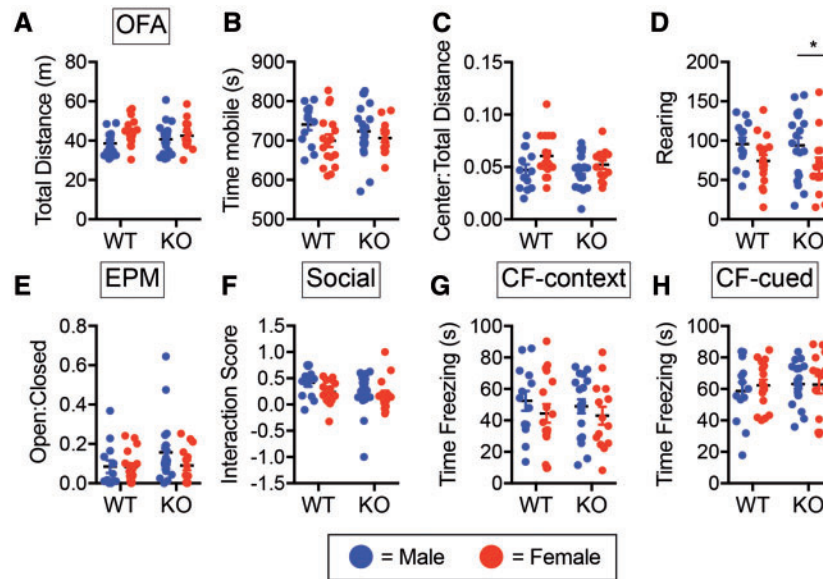 A
OFA
Total Distance (m)
80
60
40
20
0
WT KO
B
Time mobile (s)
900
800
700
600
500
WT KO
C
Center:Total Distance
0.15
0.10
0.05
0.00
WT KO
D
Rearing
200
150
100
50
0
*
WT KO
E
EPM
Open:Closed
0.8
0.6
0.4
0.2
0.0
WT KO
F
Social
Interaction Score
1.5
1.0
0.5
0.0
-0.5
-1.0
-1.5
WT KO
G
CF-context
Time Freezing (s)
100
80
60
40
20
0
WT KO
H
CF-cued
Time Freezing (s)
100
80
60
40
20
0
WT KO
= Male = Female